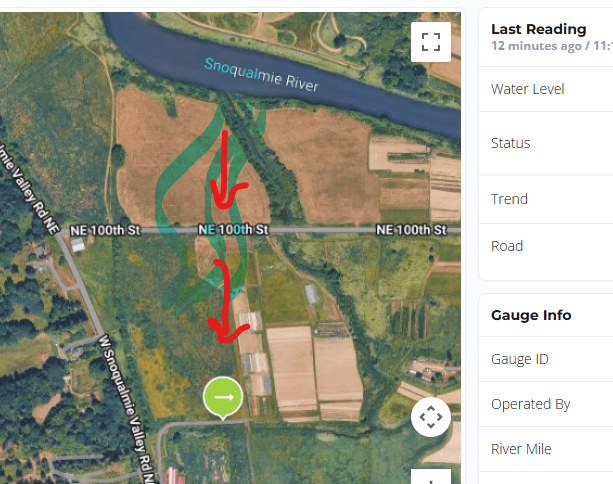 Snoqualmie River
lmie Valley Rd NE
NE 100th St
NE 100th St
NE 100th St
W Snoqualmie Valley Rd N
Last Reading
12 minutes ago / 11:1
Water Level
Status
Trend
Road
Gauge Info
Gauge ID
Operated By
River Mile